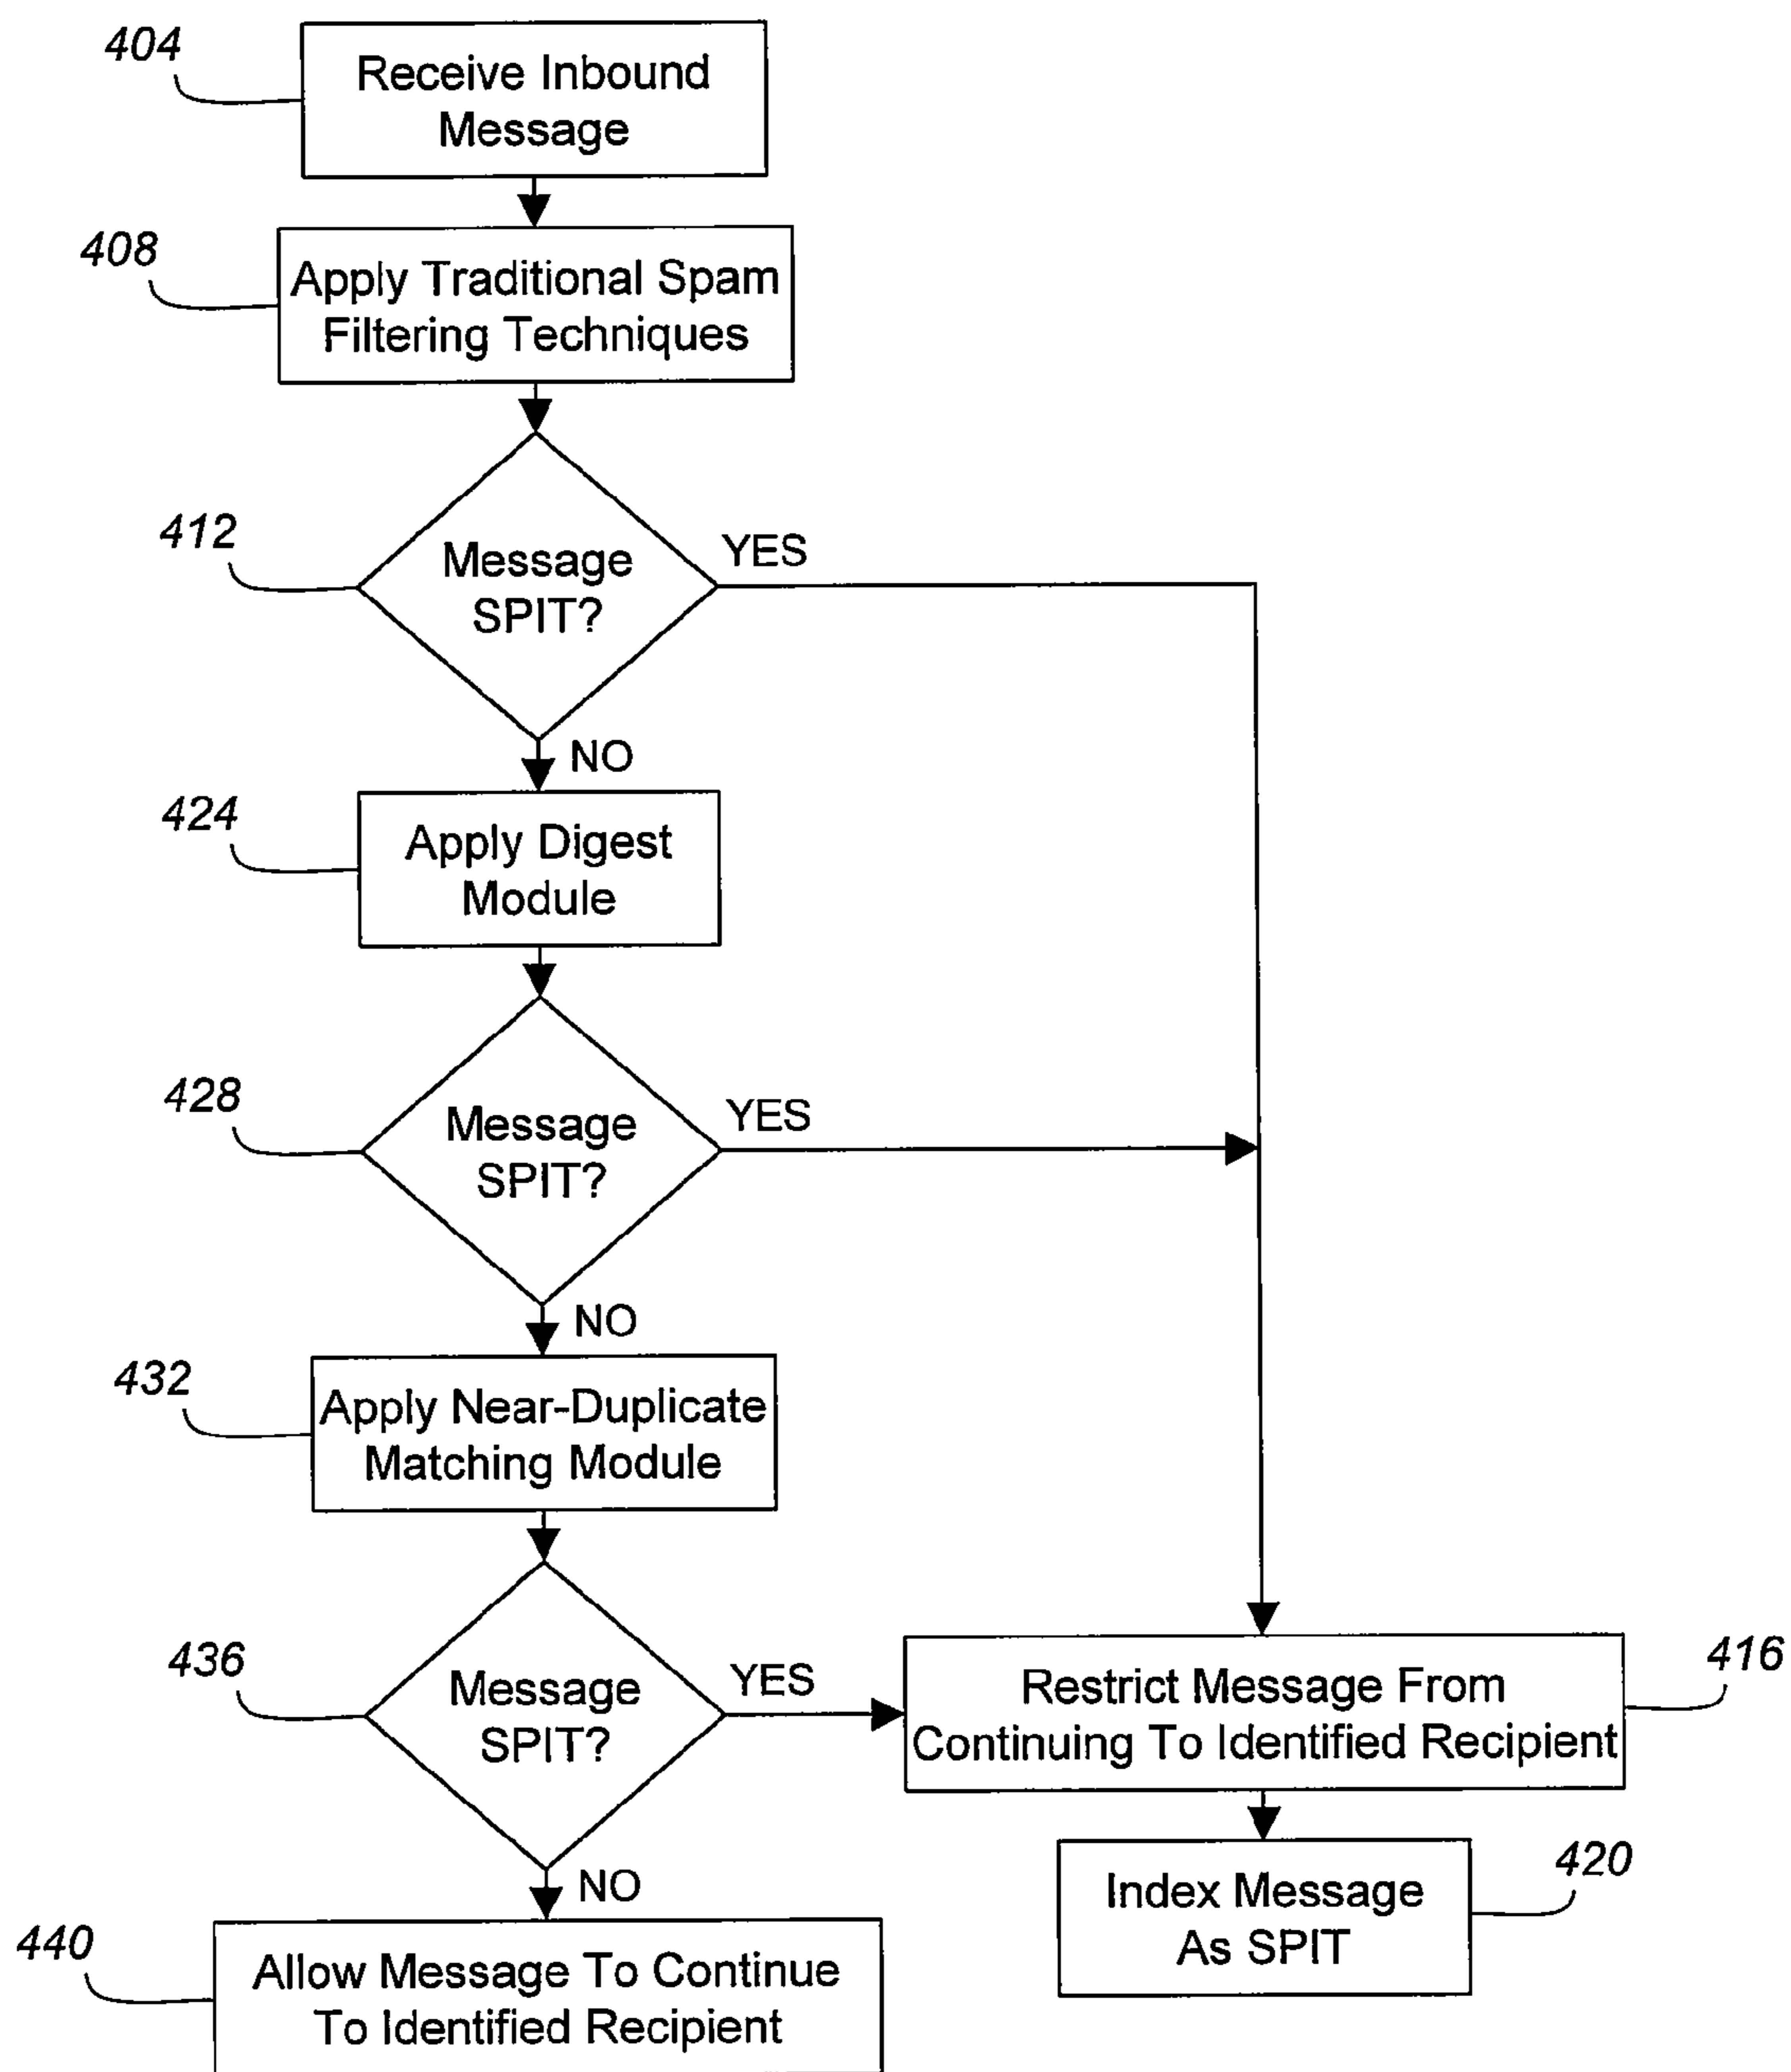 404
Receive Inbound
Message
408
Apply Traditional Spam
Filtering Techniques
412
Message
SPIT?
YES
NO
424
Apply Digest
Module
428
Message
SPIT?
YES
NO
432
Apply Near-Duplicate
Matching Module
436
Message
SPIT?
YES
416
Restrict Message From
Continuing To Identified Recipient
NO
420
Index Message
As SPIT
440
Allow Message To Continue
To Identified Recipient